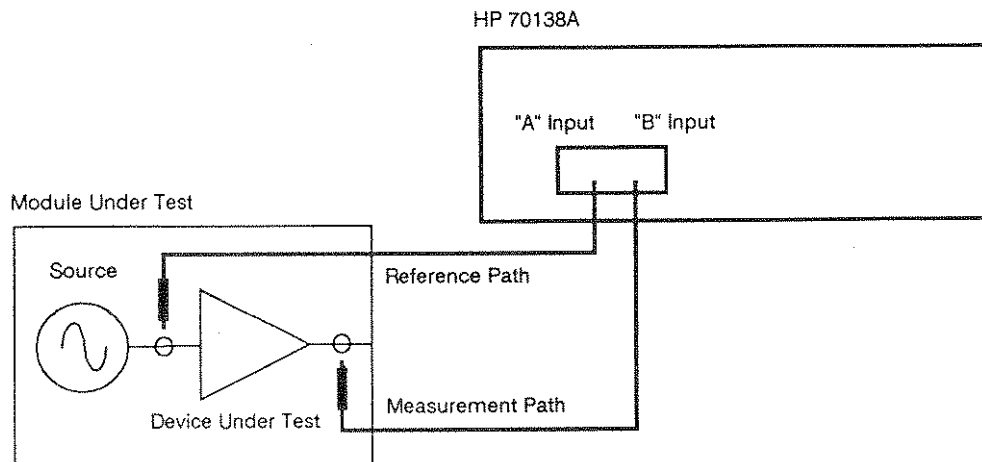 HP 70138A
"A" Input "B" Input
Module Under Test
Source
Reference Path
Device Under Test
Measurement Path